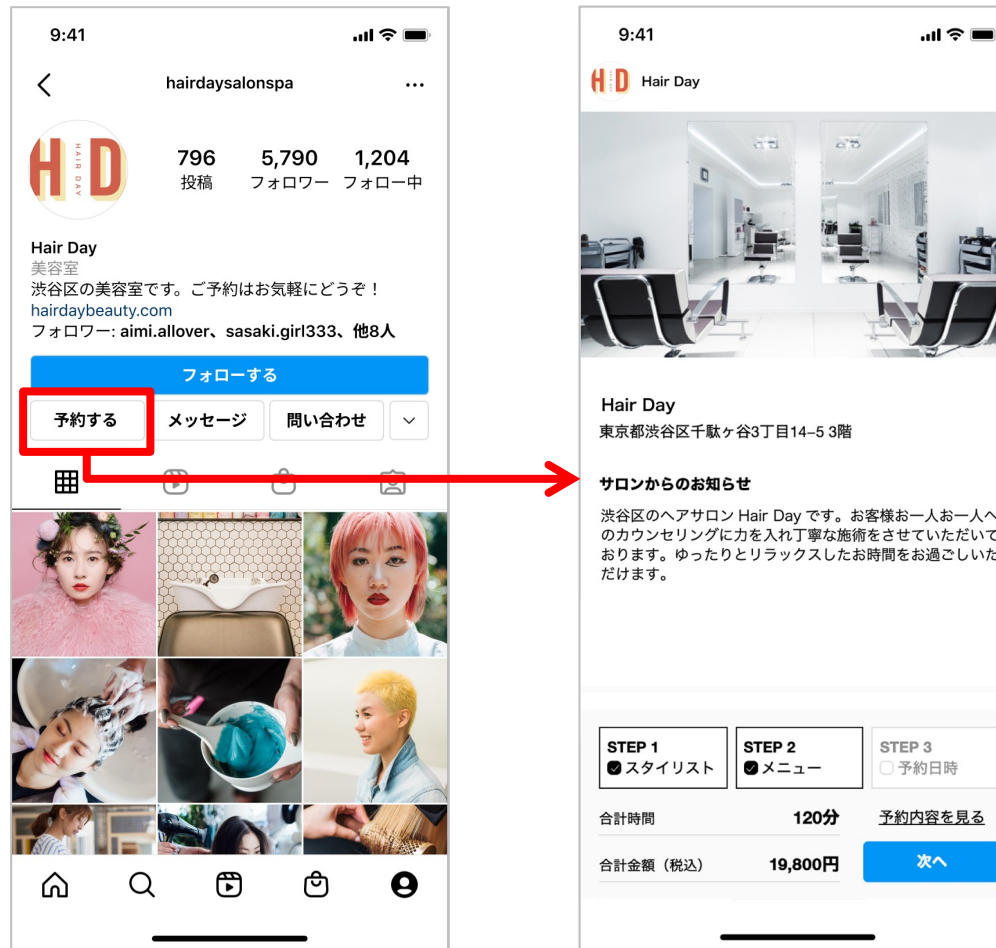 9:41
hairdaysalonspa
HAIR DAY
H D
796 5,790 1,204
投稿 フォロワー フォロー中
Hair Day
美容室
渋谷区の美容室です。ご予約はお気軽にどうぞ！
hairdaybeauty.com
フォロワー: aimi.allover、sasaki.girl333、他8人
フォローする
予約する メッセージ 問い合わせ
9:41
H D Hair Day
Hair Day
東京都渋谷区千駄ヶ谷3丁目14–5 3階
サロンからのお知らせ
渋谷区のヘアサロン Hair Day です。お客様お一人お一人へ
のカウンセリングに力を入れ丁寧な施術をさせていただいて
おります。ゆったりとリラックスしたお時間をお過ごしいた
だけます。
STEP 1 STEP 2 STEP 3
スタイリスト メニュー 予約日時
合計時間 120分 予約内容を見る
合計金額（税込） 19,800円 次へ